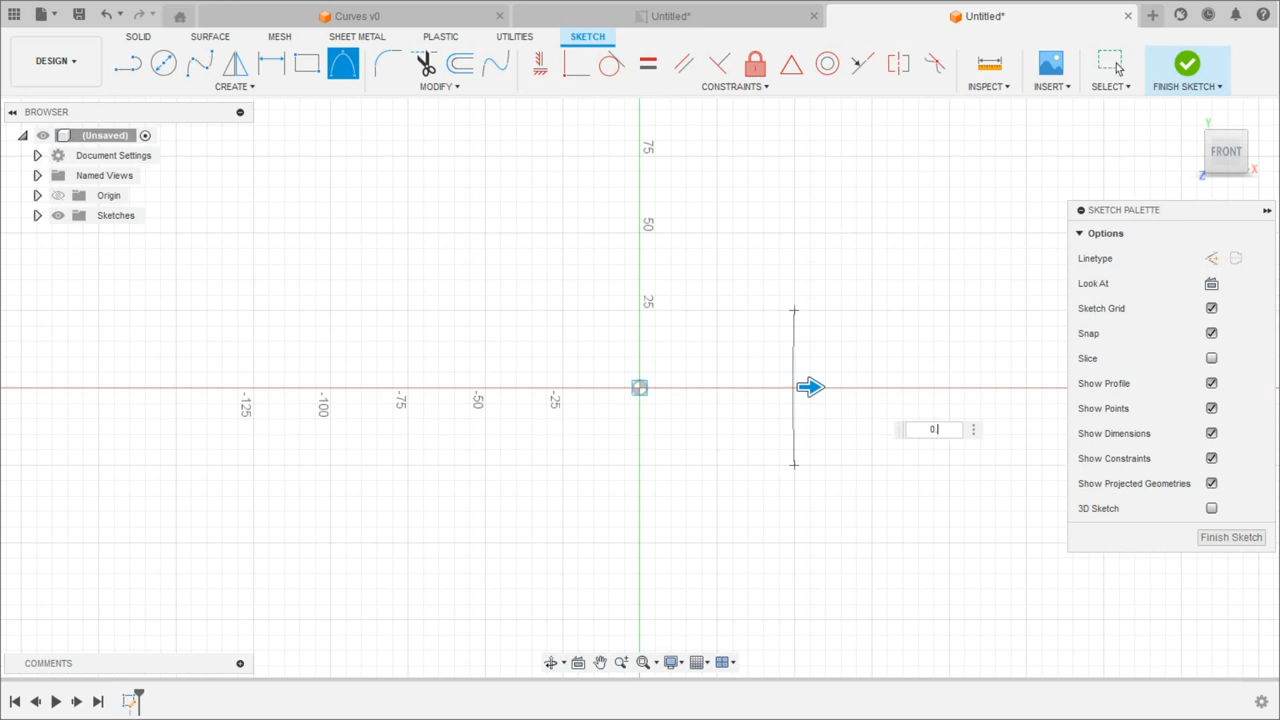 Curves v0
Untitled*
Untitled*
DESIGN
SOLID
SURFACE
MESH
SHEET METAL
PLASTIC
UTILITIES
SKETCH
CREATE
MODIFY
CONSTRAINTS
INSPECT
INSERT
SELECT
FINISH SKETCH
BROWSER
(Unsaved)
Document Settings
Named Views
Origin
Sketches
75
50
25
-125
-100
-75
-50
-25
0.
Y
FRONT
X
Z
SKETCH PALETTE
Options
Linetype
Look At
Sketch Grid
Snap
Slice
Show Profile
Show Points
Show Dimensions
Show Constraints
Show Projected Geometries
3D Sketch
Finish Sketch
COMMENTS